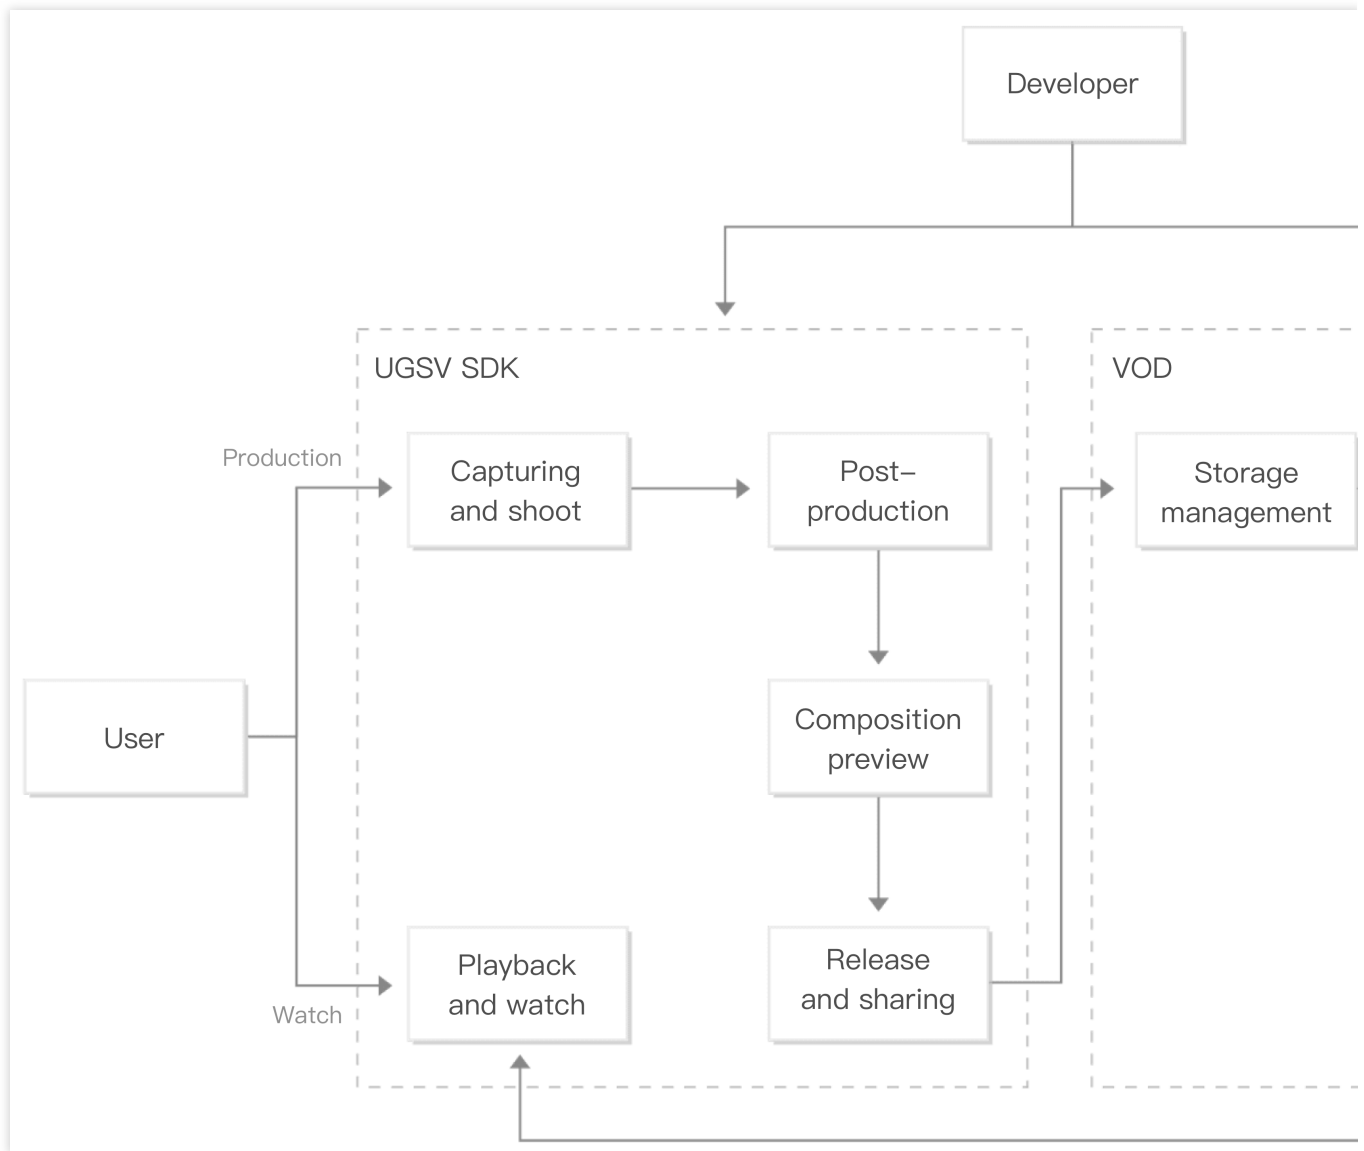 Developer
UGSV SDK
VOD
Production
Capturing
and shoot
Post–
production
Storage
management
User
Composition
preview
Playback
and watch
Release
and sharing
Watch